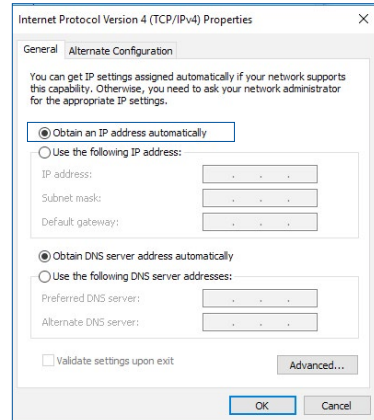 Internet Protocol Version 4 (TCP/IPv4) Properties
General
Alternate Configuration
You can get IP settings assigned automatically if your network supports
this capability. Otherwise, you need to ask your network administrator
for the appropriate IP settings.
Obtain an IP address automatically
Use the following IP address:
IP address:
Subnet mask:
Default gateway:
Obtain DNS server address automatically
Use the following DNS server addresses:
Preferred DNS server:
Alternate DNS server:
Validate settings upon exit
Advanced...
OK
Cancel